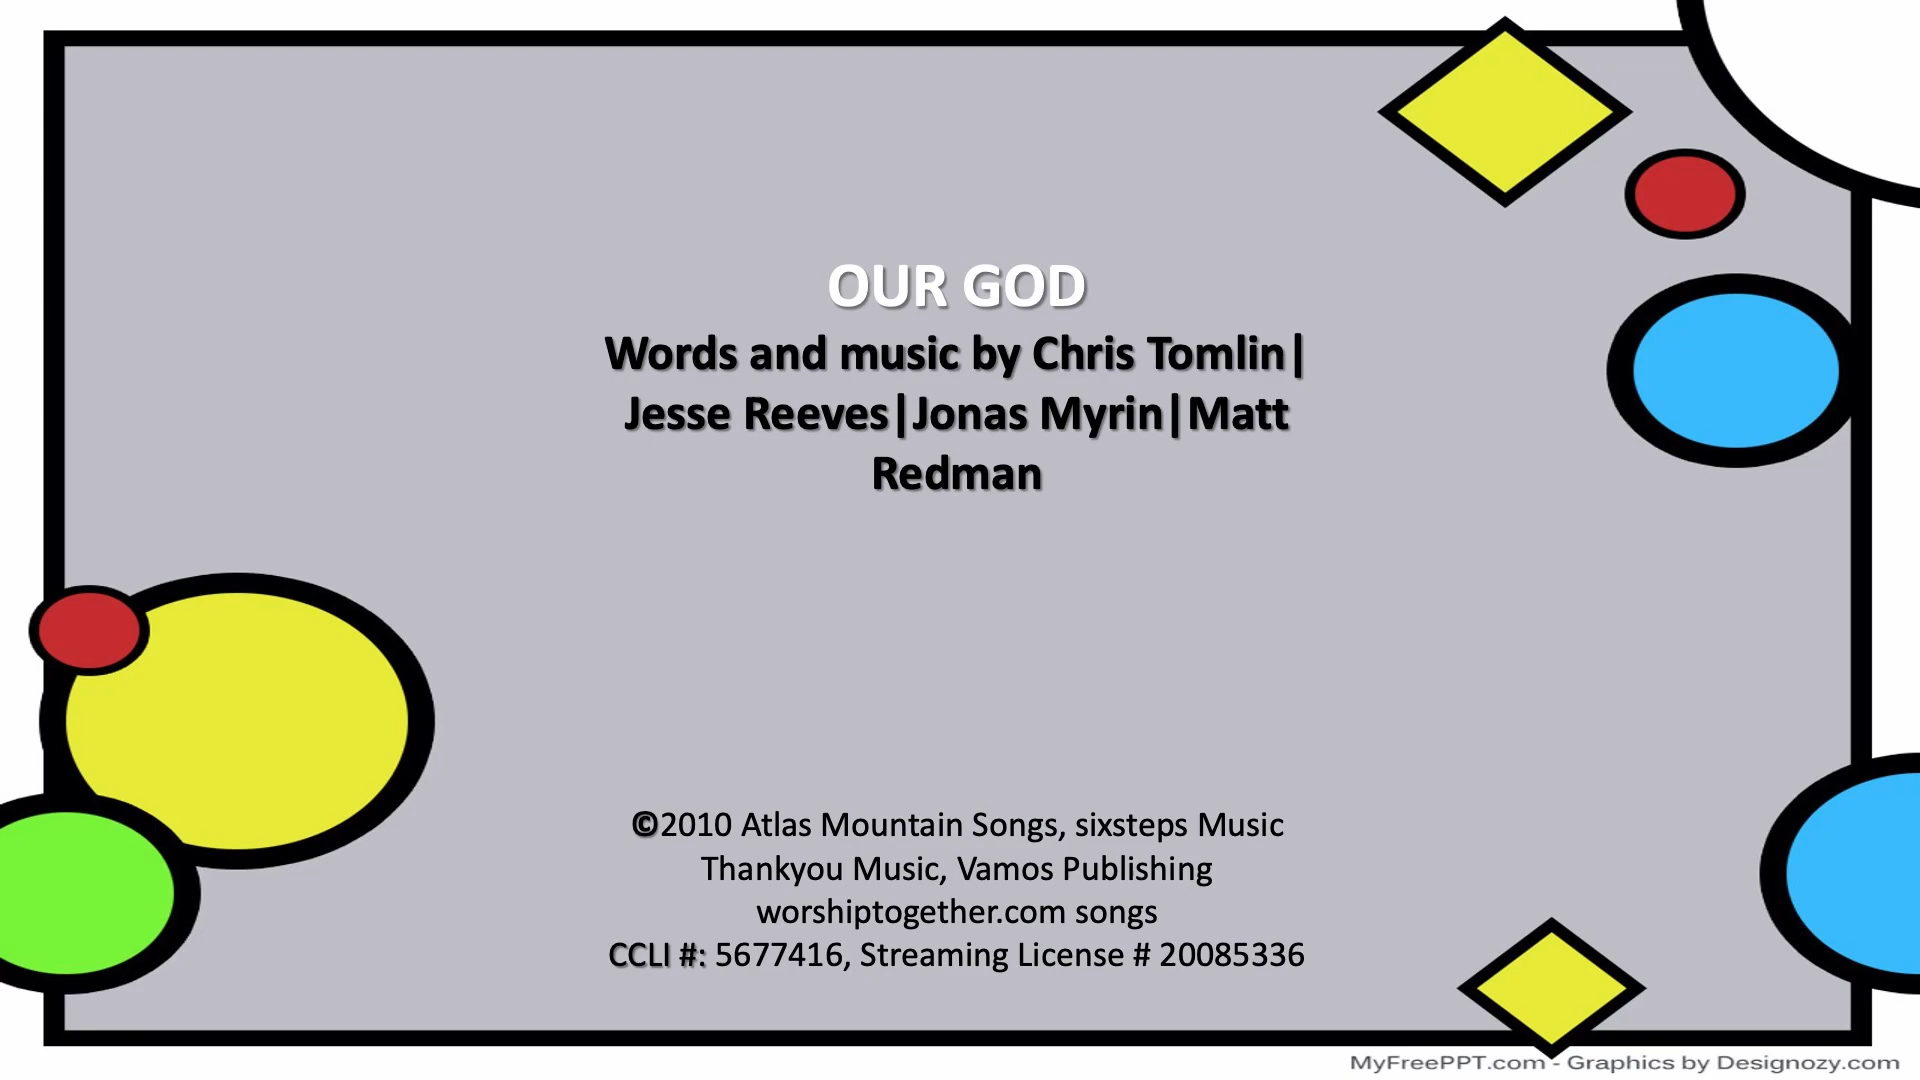 OUR GOD
Words and music by Chris Tomlin|
Jesse Reeves|Jonas Myrin|Matt
Redman
©2010 Atlas Mountain Songs, sixsteps Music
Thankyou Music, Vamos Publishing
worshiptogether.com songs
CCLI #: 5677416, Streaming License # 20085336
MyFreePPT.com - Graphics by Designozy.com